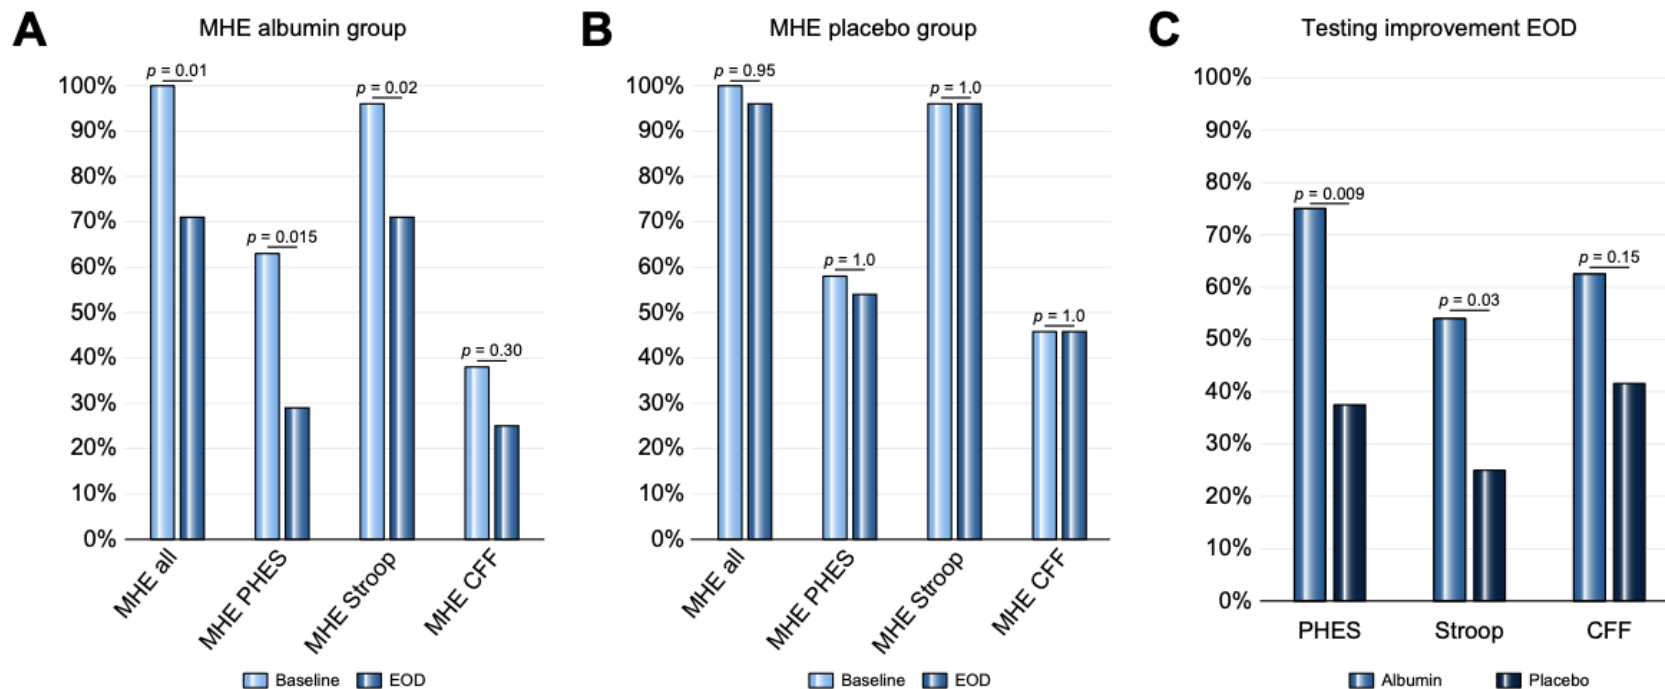 A
MHE albumin group
100%
90%
80%
70%
60%
50%
40%
30%
20%
10%
0%
p = 0.01
p = 0.015
p = 0.02
p = 0.30
MHE all
MHE PHES
MHE Stroop
MHE CFF
Baseline
EOD
B
MHE placebo group
100%
90%
80%
70%
60%
50%
40%
30%
20%
10%
0%
p = 0.95
p = 1.0
p = 1.0
p = 1.0
MHE all
MHE PHES
MHE Stroop
MHE CFF
Baseline
EOD
C
Testing improvement EOD
100%
90%
80%
70%
60%
50%
40%
30%
20%
10%
0%
p = 0.009
p = 0.03
p = 0.15
PHES
Stroop
CFF
Albumin
Placebo